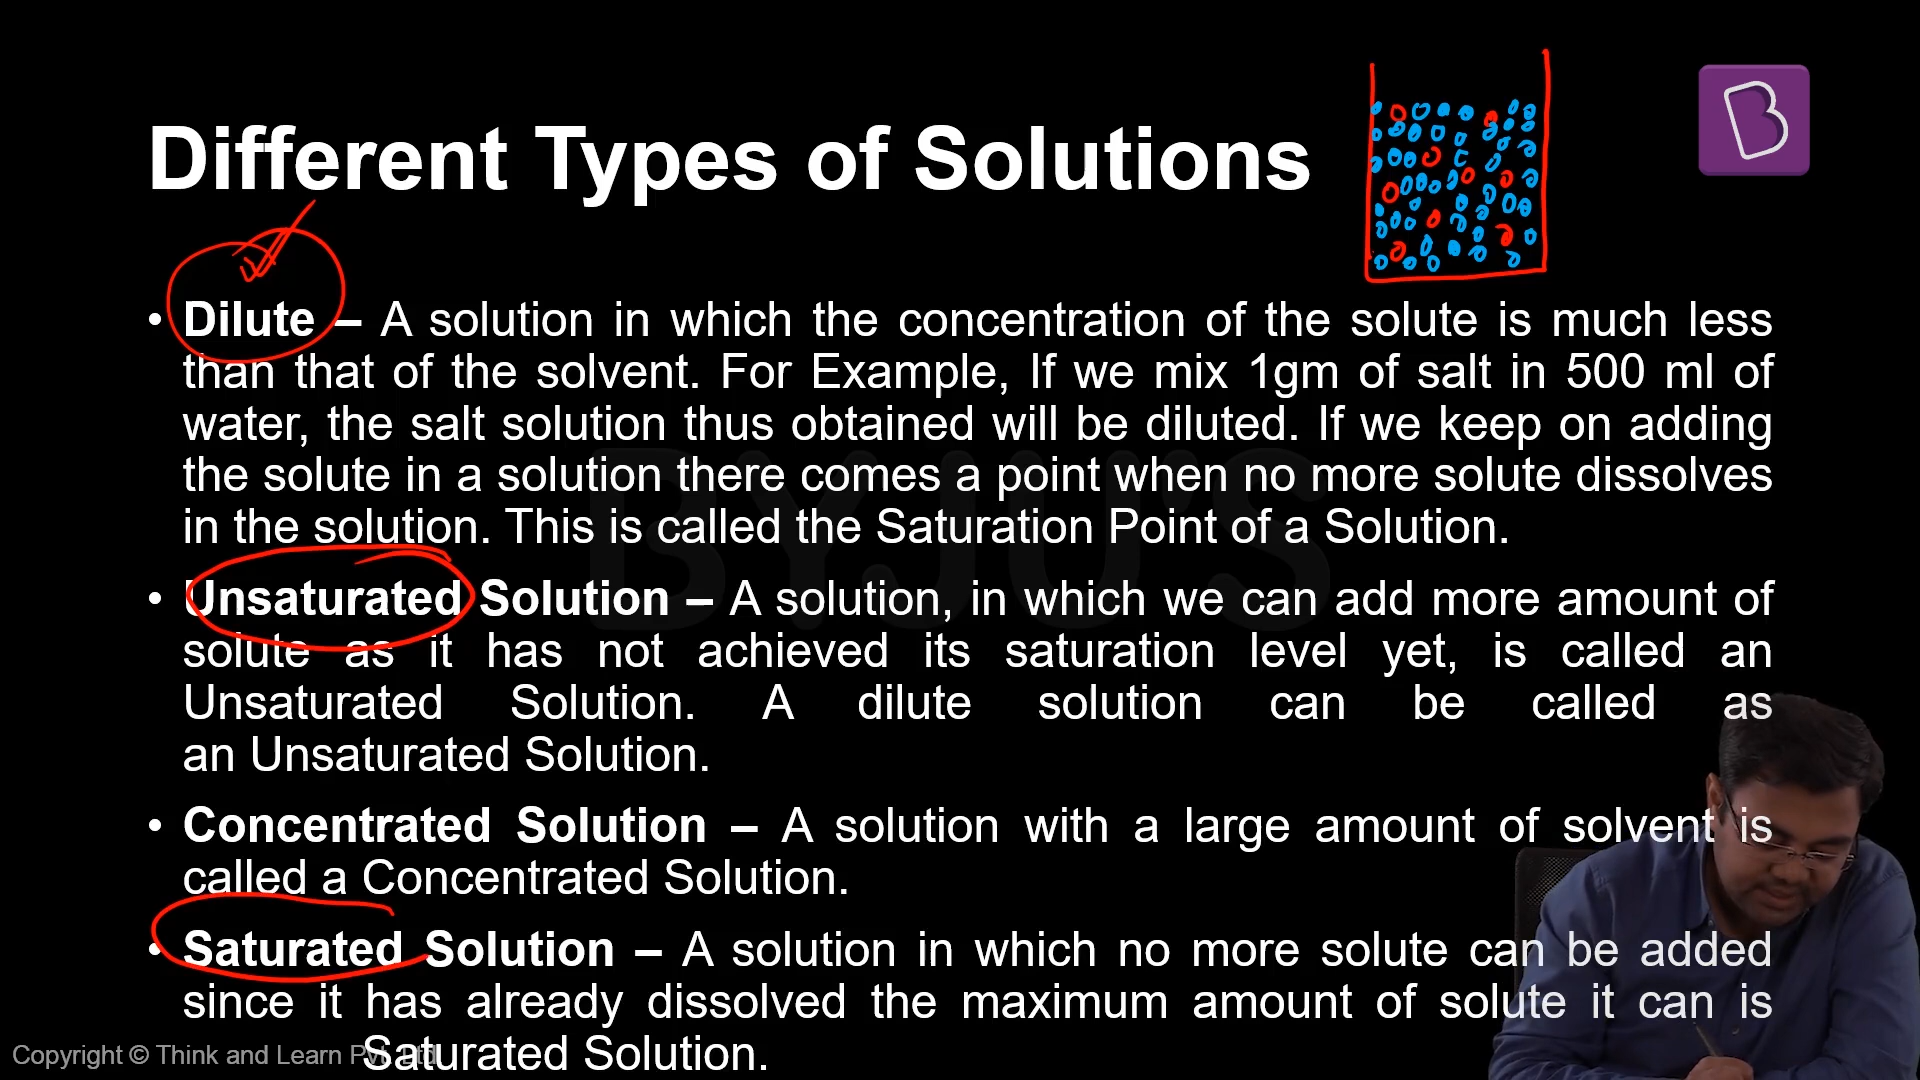 Different Types of Solutions
• Dilute – A solution in which the concentration of the solute is much less
than that of the solvent. For Example, If we mix 1gm of salt in 500 ml of
water, the salt solution thus obtained will be diluted. If we keep on adding
the solute in a solution there comes a point when no more solute dissolves
in the solution. This is called the Saturation Point of a Solution.
• Unsaturated Solution – A solution, in which we can add more amount of
solute as it has not achieved its saturation level yet, is called an
Unsaturated Solution. A dilute solution can be called as
an Unsaturated Solution.
• Concentrated Solution – A solution with a large amount of solvent is
called a Concentrated Solution.
• Saturated Solution – A solution in which no more solute can be added
since it has already dissolved the maximum amount of solute it can is
Saturated Solution.
Copyright © Think and Learn Pvt. Ltd
BYJU'S
B